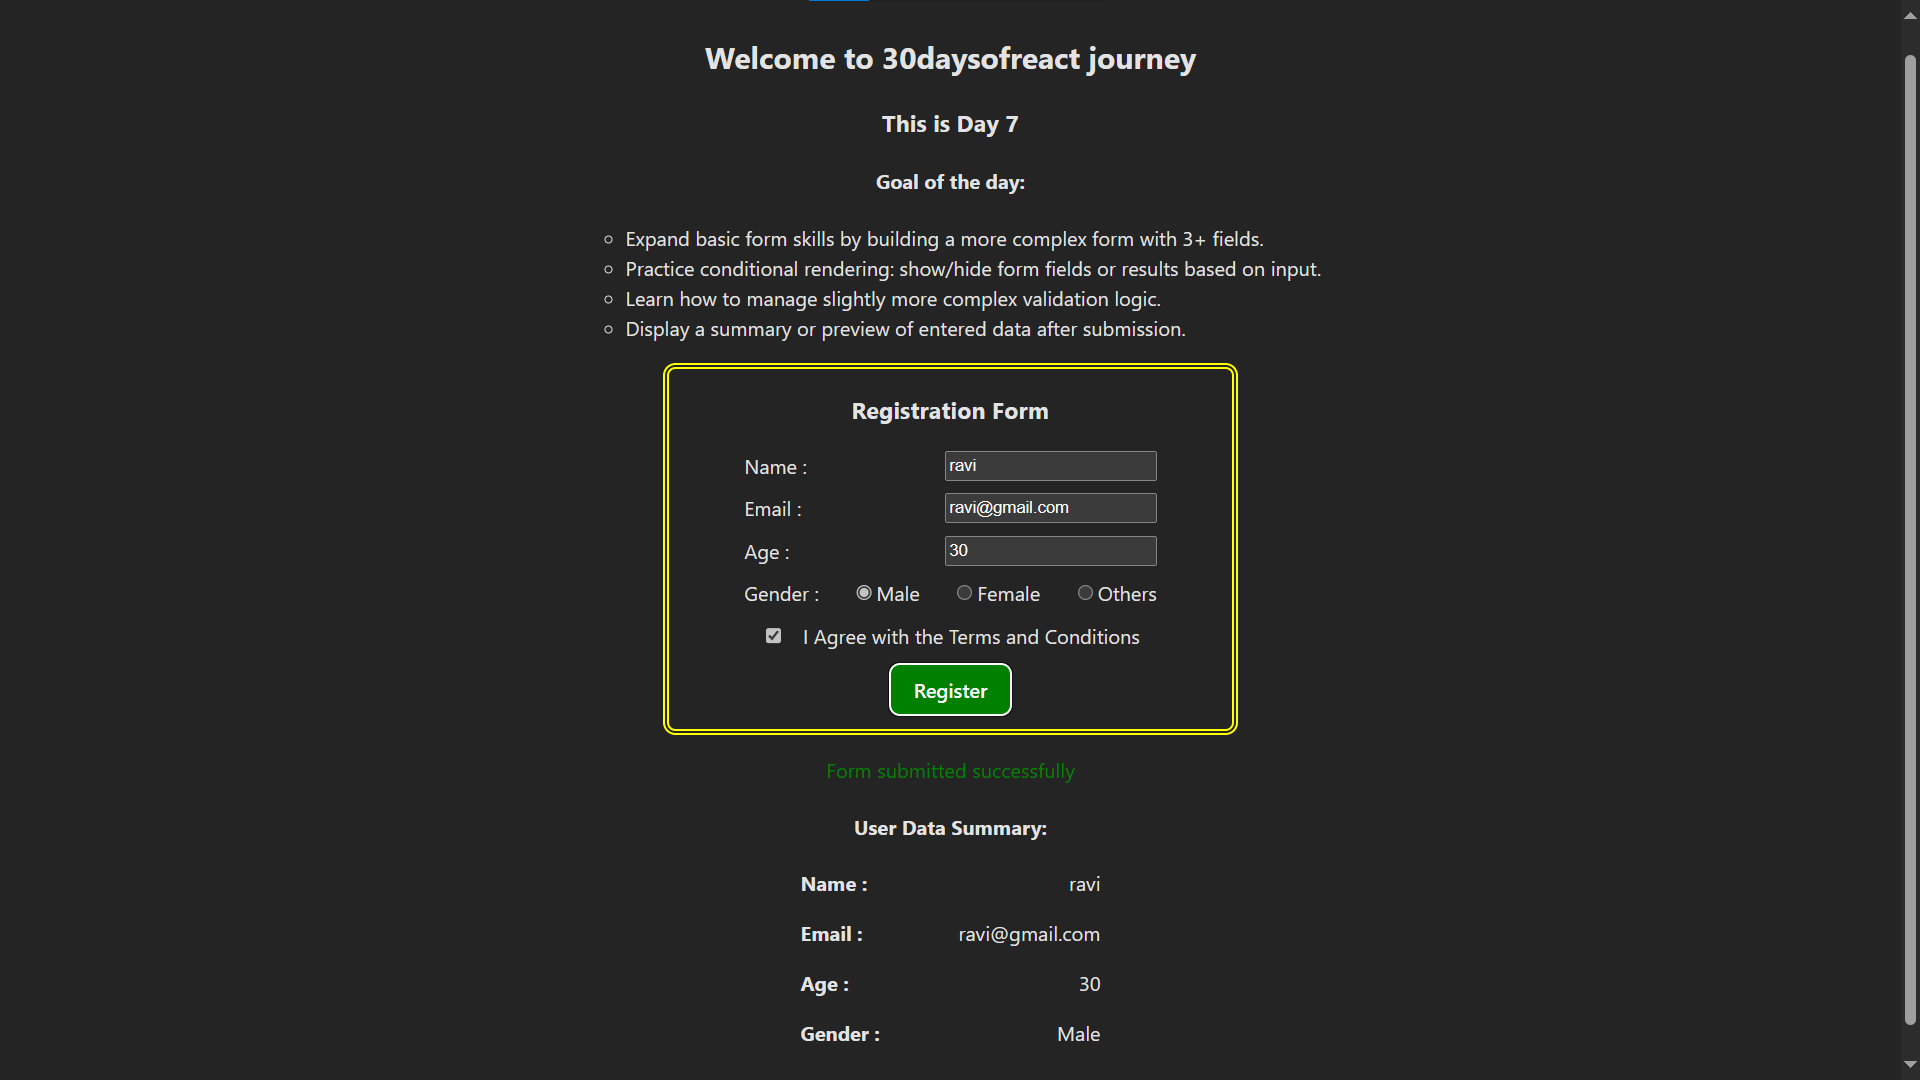 Welcome to 30daysofreact journey
This is Day 7
Goal of the day:
Expand basic form skills by building a more complex form with 3+ fields.
Practice conditional rendering: show/hide form fields or results based on input.
Learn how to manage slightly more complex validation logic.
Display a summary or preview of entered data after submission.
Registration Form
Name : ravi
Email : ravi@gmail.com
Age : 30
Gender : Male Female Others
I Agree with the Terms and Conditions
Register
Form submitted successfully
User Data Summary:
Name : ravi
Email : ravi@gmail.com
Age : 30
Gender : Male